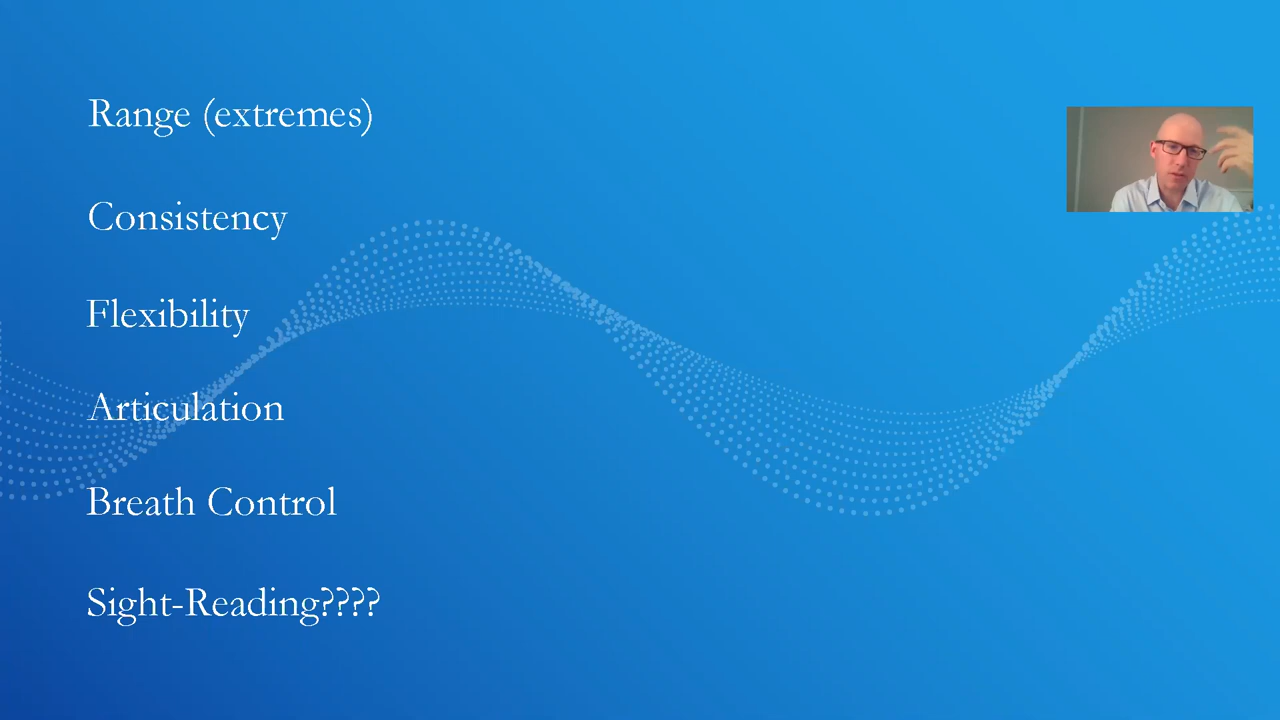 Range (extremes)
Consistency
Flexibility
Articulation
Breath Control
Sight-Reading????